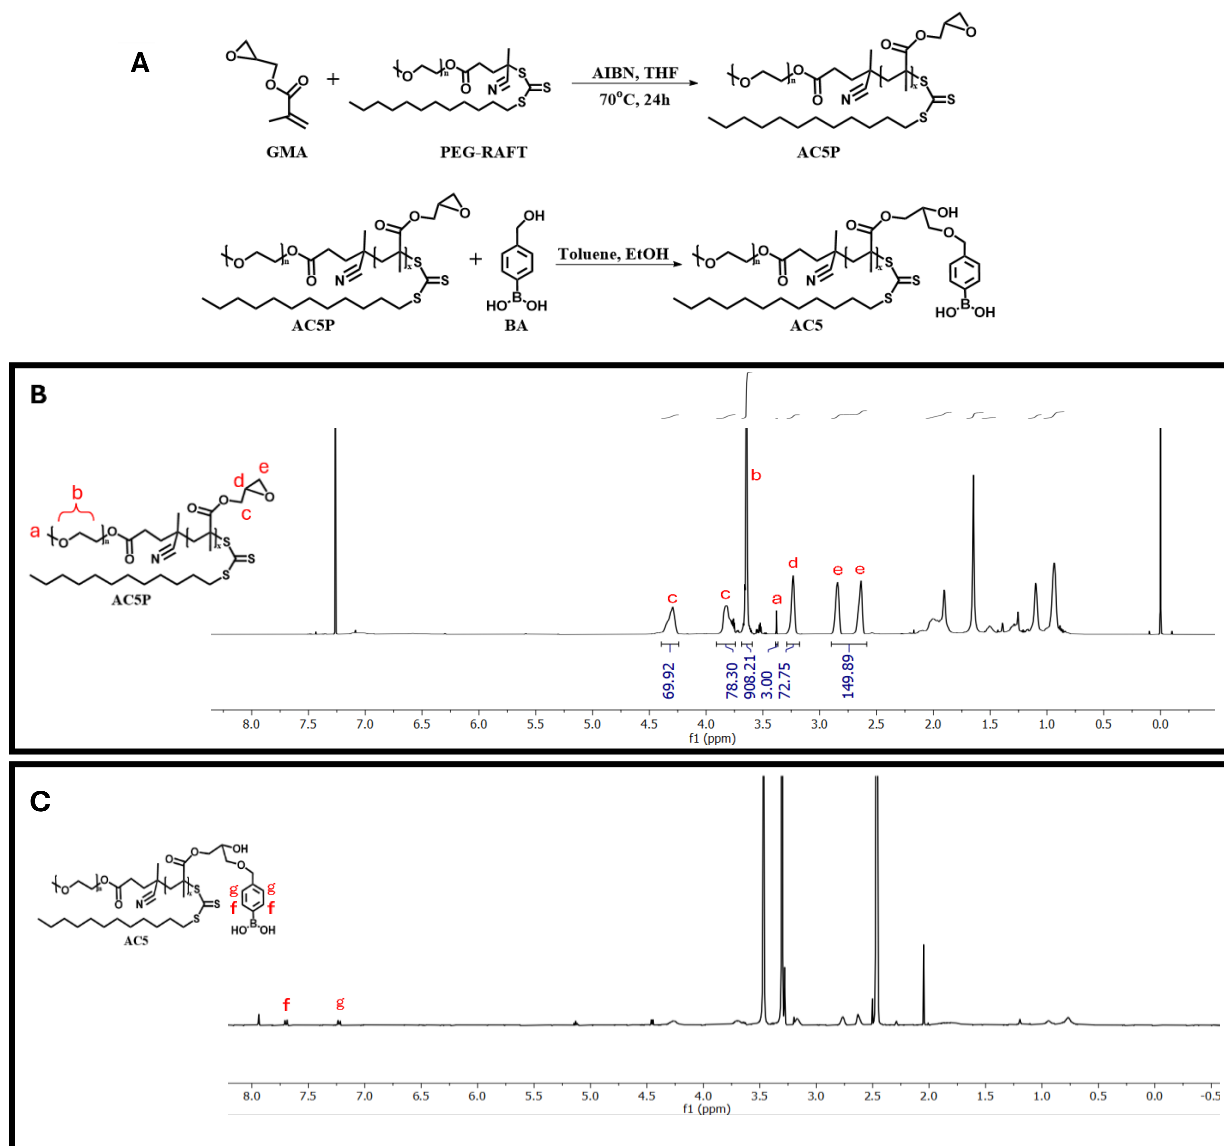 A
GMA
+
PEG-RAFT
AIBN, THF
70°C, 24h
AC5P
AC5P
+
BA
Toluene, EtOH
AC5
B
a
b
c
d
e
AC5P
c
c
b
a
d
e
e
69.92
78.30
908.21
3.00
72.75
149.89
8.0 7.5 7.0 6.5 6.0 5.5 5.0 4.5 4.0 3.5 3.0 2.5 2.0 1.5 1.0 0.5 0.0
f1 (ppm)
C
g g
f f
HO B OH
AC5
f
g
8.0 7.5 7.0 6.5 6.0 5.5 5.0 4.5 4.0 3.5 3.0 2.5 2.0 1.5 1.0 0.5 0.0 -0.5
f1 (ppm)